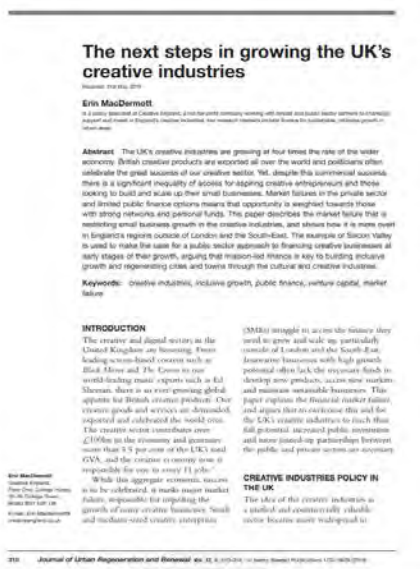 The next steps in growing the UK's
creative industries
Erin MacDermott
Abstract The UK's creative industries are growing at four times the rate of the wider
economy. British creative products are exported all over the world and politicians often
celebrate the great success of our creative sector. Yet, despite this commercial success,
there is a significant inequality of access for aspiring creative entrepreneurs and those
looking to build and scale up their small businesses. Market failures in the private sector
and limited public finance options means that opportunity is weighted towards those
with strong networks and personal funds. This paper describes the market failure that is
restricting small business growth in the creative industries, and shows how it is more overt
in England's regions outside of London and the South-East. The example of Silicon Valley
is used to make the case for a public sector approach to financing creative businesses at
early stages of their growth, arguing that mission-led finance is key to building inclusive
growth and regenerating cities and towns through the cultural and creative industries.
Keywords: creative industries, inclusive growth, public finance, venture capital, market
failure
INTRODUCTION
The creative and digital sectors in the
United Kingdom are booming. From
leading screen-based content such as
Black Mirror and The Crown to our
world-leading music exports such as Ed
Sheeran, there is an ever-growing global
appetite for British creative products. Our
creative goods and services are demanded,
exported and celebrated the world over.
The creative sector contributes over
£100bn to the economy and generates
more than 5.5 per cent of the UK's total
GVA, and the creative economy now is
responsible for one in every 11 jobs.
While this aggregate economic success
is to be celebrated, it masks major market
failure, responsible for impeding the
growth of many creative businesses. Small
and medium-sized creative enterprises
(SMEs) struggle to access the finance they
need to grow and scale up, particularly
outside of London and the South-East.
Innovative businesses with high growth
potential often lack the necessary funds to
develop new products, access new markets
and maintain sustainable businesses. This
paper explains the financial market failure,
and argues that to overcome this and for
the UK's creative industries to reach their
full potential, increased public investment
and more joined-up partnerships between
the public and private sectors are necessary.
CREATIVE INDUSTRIES POLICY IN
THE UK
The idea of the creative industries as
a unified and commercially valuable
sector became more widespread in
Erin MacDermott
Creative England,
Journal of Urban Regeneration and Renewal